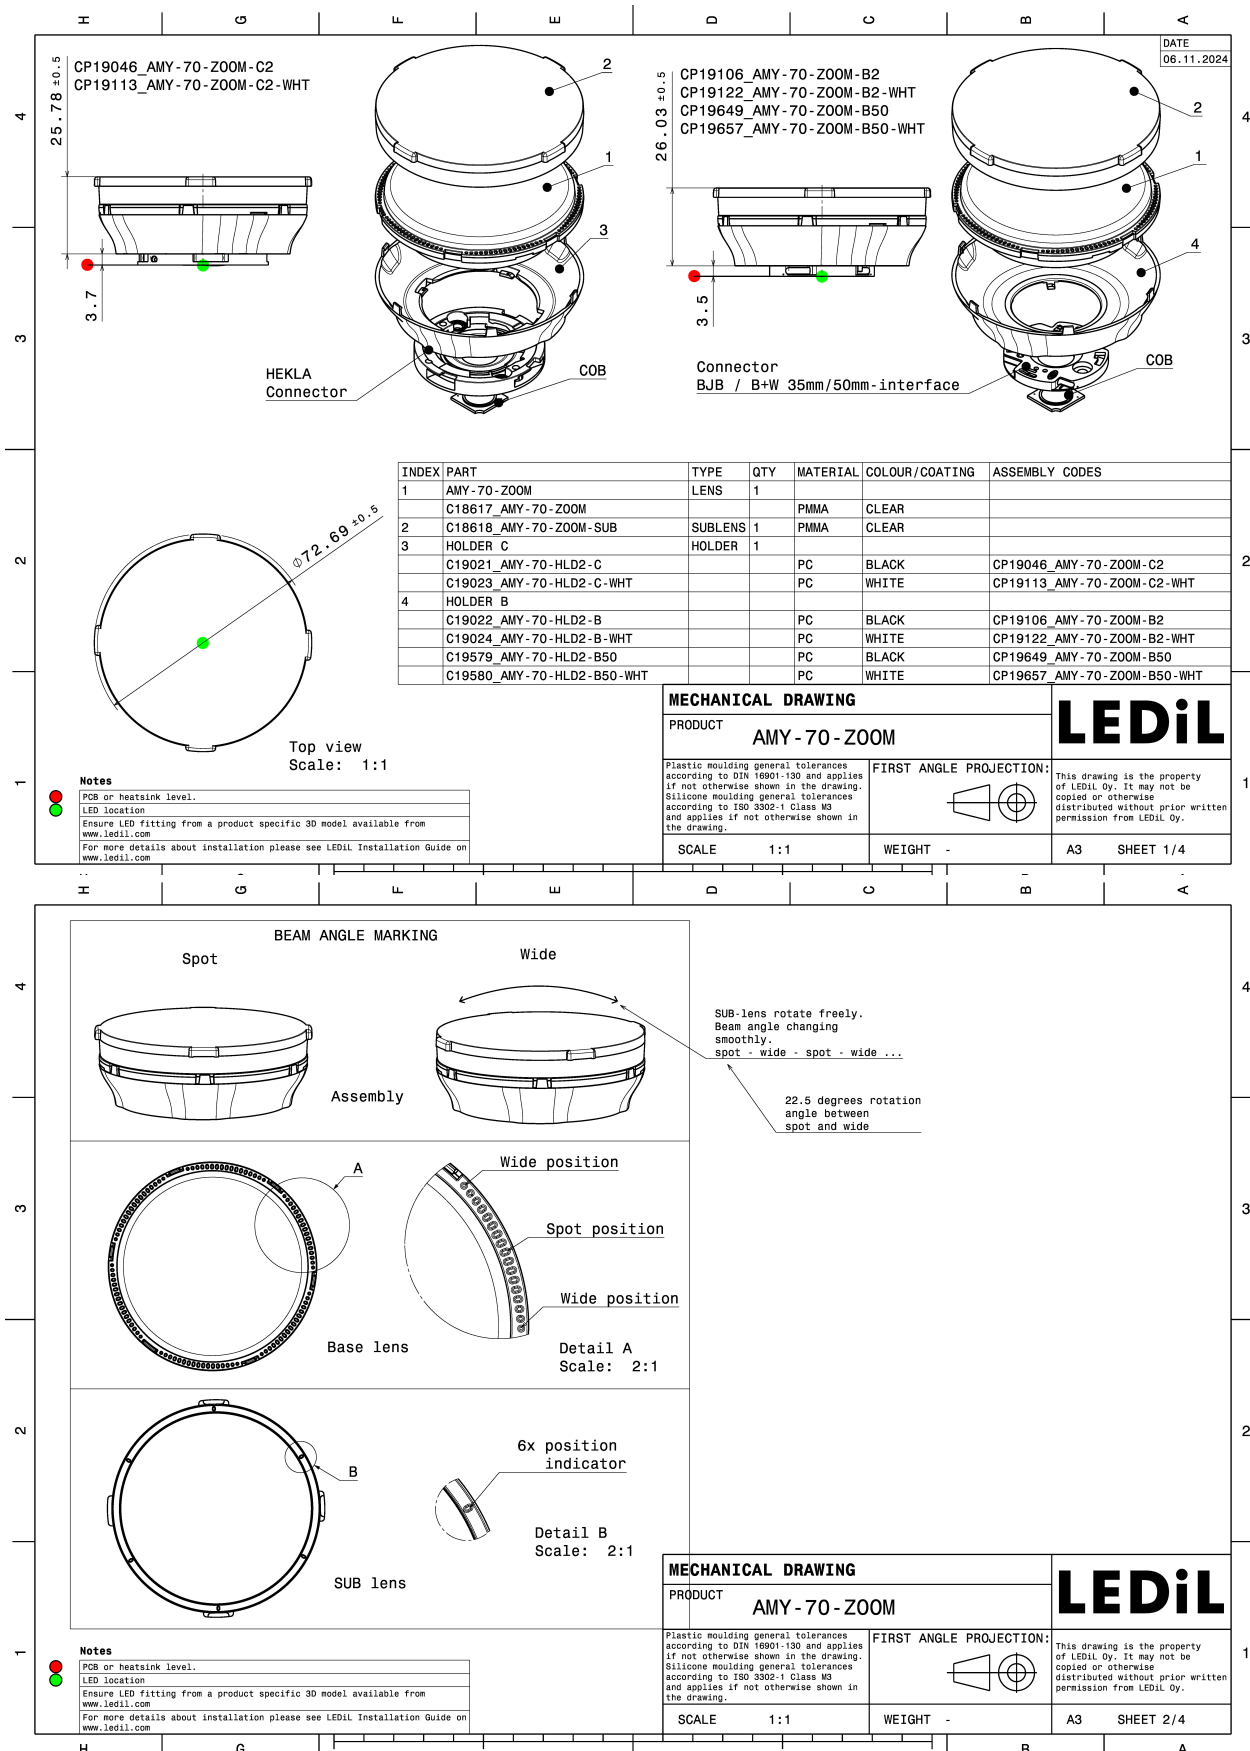 H G F E D C B A
DATE
06.11.2024
4 3 2 1
4 3 2 1
CP19046_AMY-70-ZOOM-C2
CP19113_AMY-70-ZOOM-C2-WHT
25.78 ±0.5
3.7
2
1
3
HEKLA
Connector
COB
CP19106_AMY-70-ZOOM-B2
CP19122_AMY-70-ZOOM-B2-WHT
CP19649_AMY-70-ZOOM-B50
CP19657_AMY-70-ZOOM-B50-WHT
26.03 ±0.5
3.5
2
1
4
Connector
BJB / B+W 35mm/50mm-interface
COB
INDEX PART TYPE QTY MATERIAL COLOUR/COATING ASSEMBLY CODES
1 AMY-70-ZOOM LENS 1
C18617_AMY-70-ZOOM PMMA CLEAR
2 C18618_AMY-70-ZOOM-SUB SUBLENS 1 PMMA CLEAR
3 HOLDER C HOLDER 1
C19021_AMY-70-HLD2-C PC BLACK CP19046_AMY-70-ZOOM-C2
C19023_AMY-70-HLD2-C-WHT PC WHITE CP19113_AMY-70-ZOOM-C2-WHT
4 HOLDER B
C19022_AMY-70-HLD2-B PC BLACK CP19106_AMY-70-ZOOM-B2
C19024_AMY-70-HLD2-B-WHT PC WHITE CP19122_AMY-70-ZOOM-B2-WHT
C19579_AMY-70-HLD2-B50 PC BLACK CP19649_AMY-70-ZOOM-B50
C19580_AMY-70-HLD2-B50-WHT PC WHITE CP19657_AMY-70-ZOOM-B50-WHT
Φ72.69 ±0.5
Top view
Scale: 1:1
Notes
PCB or heatsink level.
LED location
Ensure LED fitting from a product specific 3D model available from
www.ledil.com
For more details about installation please see LEDiL Installation Guide on
www.ledil.com
MECHANICAL DRAWING
PRODUCT
AMY-70-ZOOM
LEDiL
Plastic moulding general tolerances
according to DIN 16901-130 and applies
if not otherwise shown in the drawing.
Silicone moulding general tolerances
according to ISO 3302-1 Class M3
and applies if not otherwise shown in
the drawing.
FIRST ANGLE PROJECTION:
This drawing is the property
of LEDiL Oy. It may not be
copied or otherwise
distributed without prior written
permission from LEDiL Oy.
SCALE 1:1
WEIGHT -
A3 SHEET 1/4
H G F E D C B A
4 3 2 1
4 3 2 1
BEAM ANGLE MARKING
Spot
Wide
Assembly
SUB-lens rotate freely.
Beam angle changing
smoothly.
spot - wide - spot - wide ...
22.5 degrees rotation
angle between
spot and wide
A
Wide position
Spot position
Wide position
Base lens
Detail A
Scale: 2:1
B
6x position
indicator
Detail B
Scale: 2:1
SUB lens
Notes
PCB or heatsink level.
LED location
Ensure LED fitting from a product specific 3D model available from
www.ledil.com
For more details about installation please see LEDiL Installation Guide on
www.ledil.com
MECHANICAL DRAWING
PRODUCT
AMY-70-ZOOM
LEDiL
Plastic moulding general tolerances
according to DIN 16901-130 and applies
if not otherwise shown in the drawing.
Silicone moulding general tolerances
according to ISO 3302-1 Class M3
and applies if not otherwise shown in
the drawing.
FIRST ANGLE PROJECTION:
This drawing is the property
of LEDiL Oy. It may not be
copied or otherwise
distributed without prior written
permission from LEDiL Oy.
SCALE 1:1
WEIGHT -
A3 SHEET 2/4